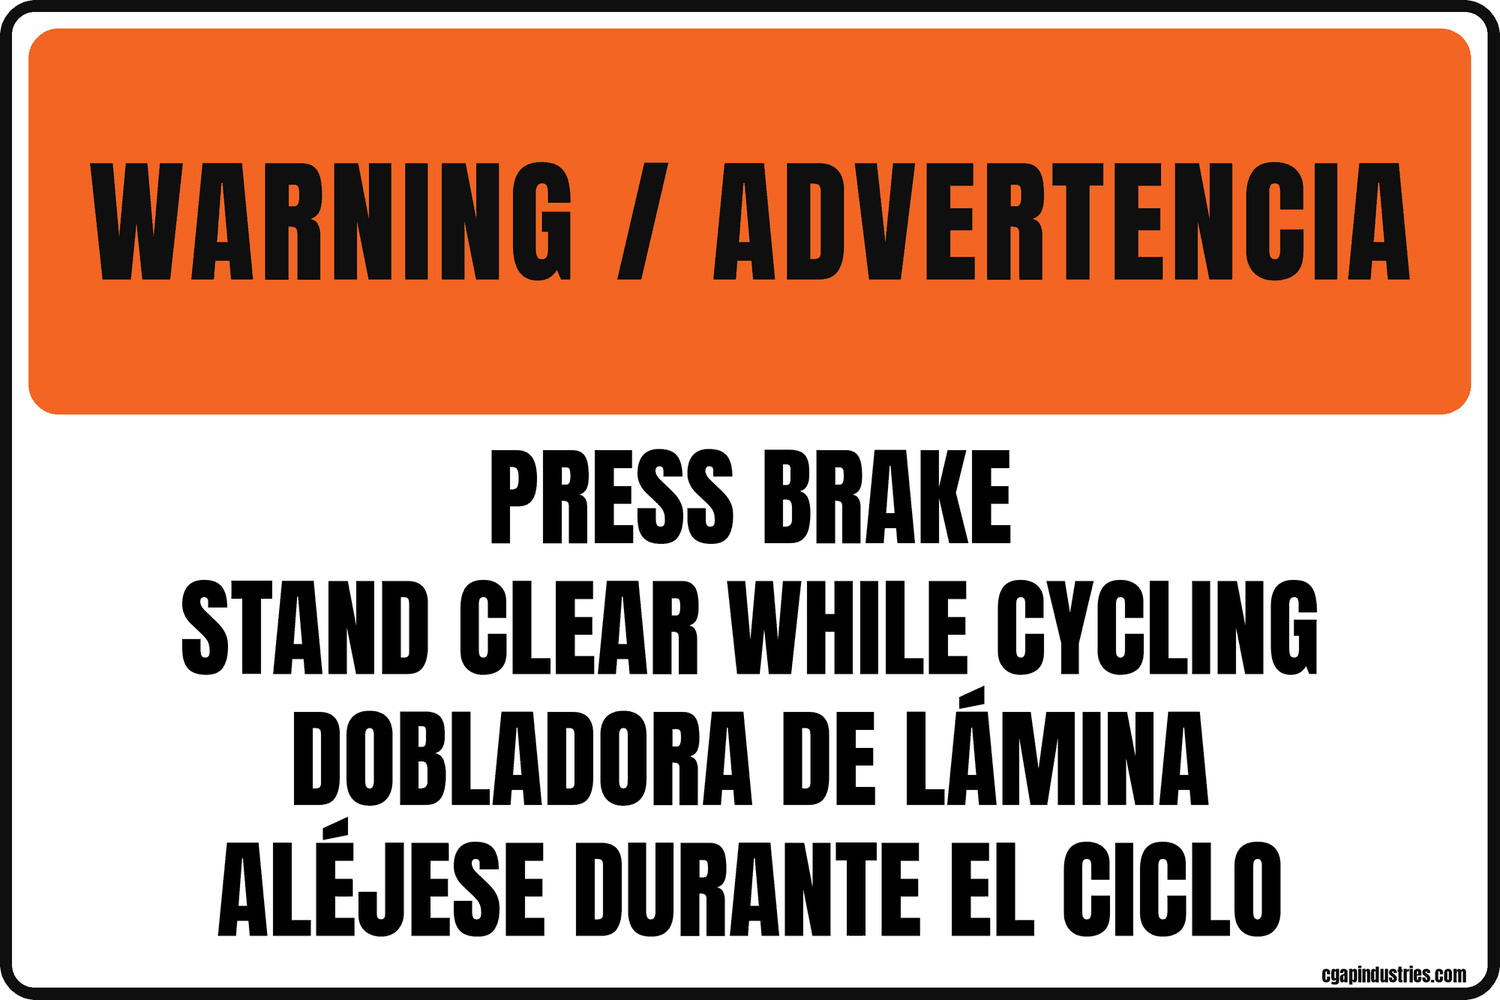 WARNING / ADVERTENCIA
PRESS BRAKE
STAND CLEAR WHILE CYCLING
DOBLADORA DE LÁMINA
ALÉJESE DURANTE EL CICLO
cgapindustries.com